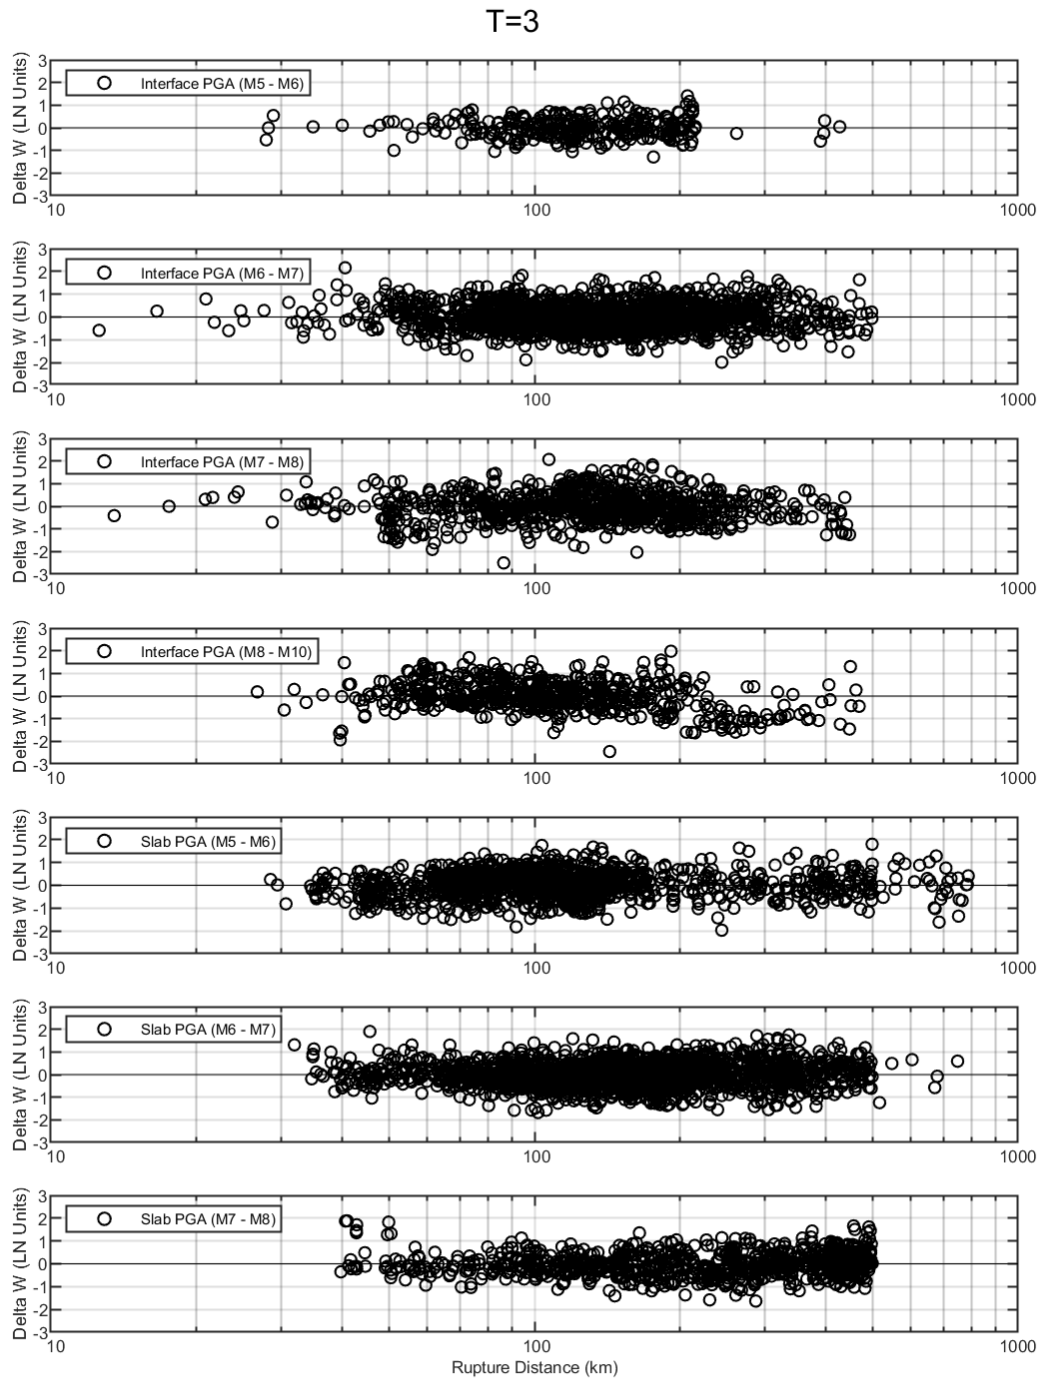 T=3
Delta W (LN Units)
3
2
1
0
-1
-2
-3
Interface PGA (M5 - M6)
10 100 1000
Delta W (LN Units)
3
2
1
0
-1
-2
-3
Interface PGA (M6 - M7)
10 100 1000
Delta W (LN Units)
3
2
1
0
-1
-2
-3
Interface PGA (M7 - M8)
10 100 1000
Delta W (LN Units)
3
2
1
0
-1
-2
-3
Interface PGA (M8 - M10)
10 100 1000
Delta W (LN Units)
3
2
1
0
-1
-2
-3
Slab PGA (M5 - M6)
10 100 1000
Delta W (LN Units)
3
2
1
0
-1
-2
-3
Slab PGA (M6 - M7)
10 100 1000
Delta W (LN Units)
3
2
1
0
-1
-2
-3
Slab PGA (M7 - M8)
10 100 1000
Rupture Distance (km)